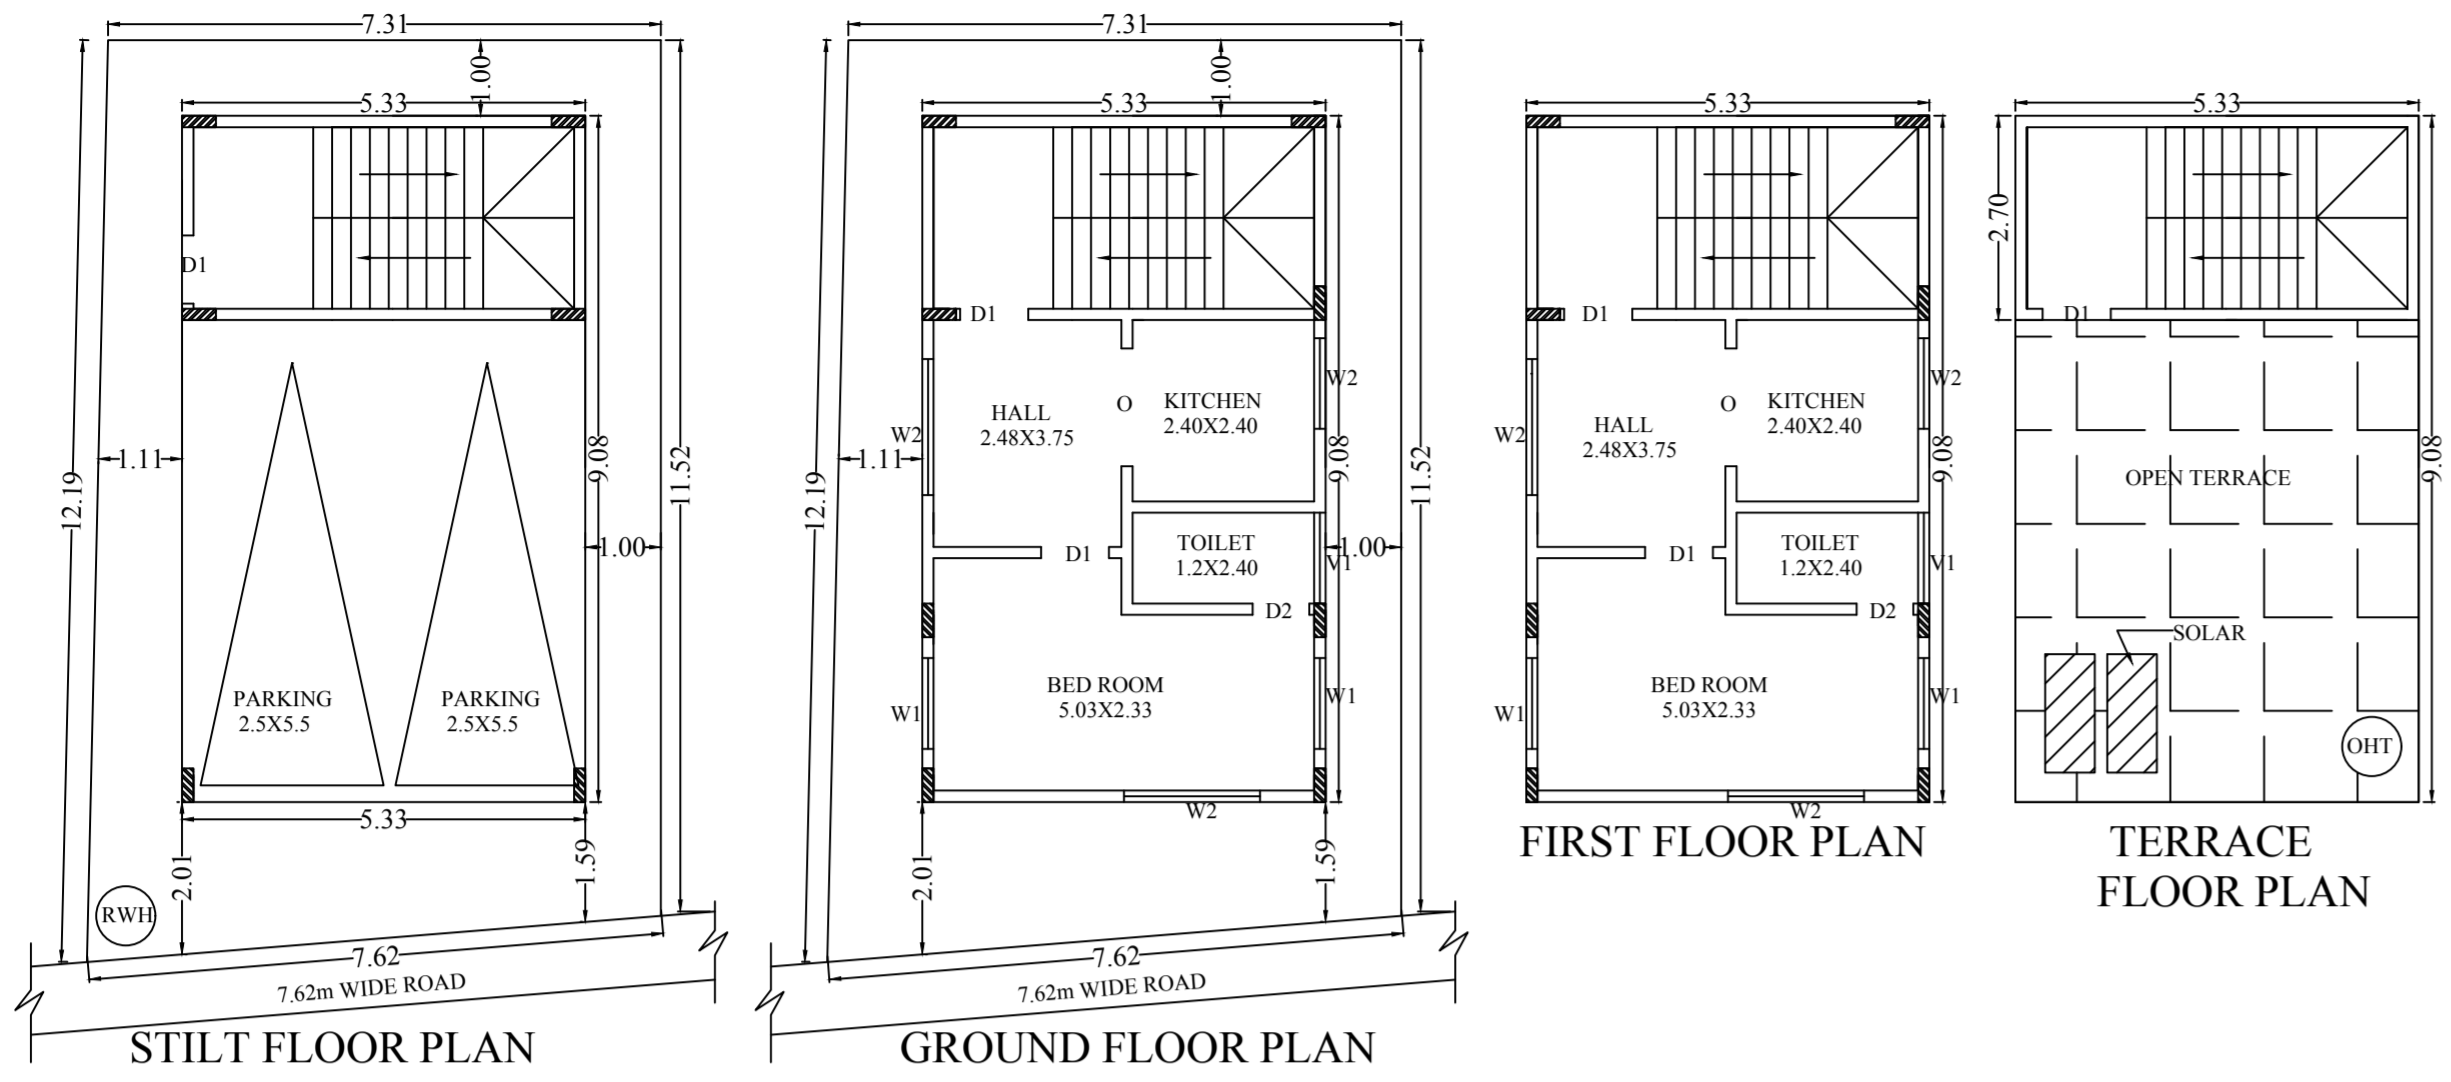 7.31
1.00
5.33
D1
1.11
12.19
9.08
11.52
1.00
PARKING
2.5X5.5
PARKING
2.5X5.5
5.33
2.01
1.59
RWH
7.62
7.62m WIDE ROAD
STILT FLOOR PLAN
7.31
1.00
5.33
D1
W2
HALL
2.48X3.75
O
KITCHEN
2.40X2.40
W2
1.11
12.19
9.08
11.52
D1
TOILET
1.2X2.40
V1
1.00
D2
BED ROOM
5.03X2.33
W1
W1
W2
2.01
1.59
7.62
7.62m WIDE ROAD
GROUND FLOOR PLAN
5.33
D1
W2
HALL
2.48X3.75
O
KITCHEN
2.40X2.40
W2
9.08
D1
TOILET
1.2X2.40
V1
D2
BED ROOM
5.03X2.33
W1
W1
W2
FIRST FLOOR PLAN
5.33
2.70
D1
OPEN TERRACE
9.08
SOLAR
OHT
TERRACE
FLOOR PLAN